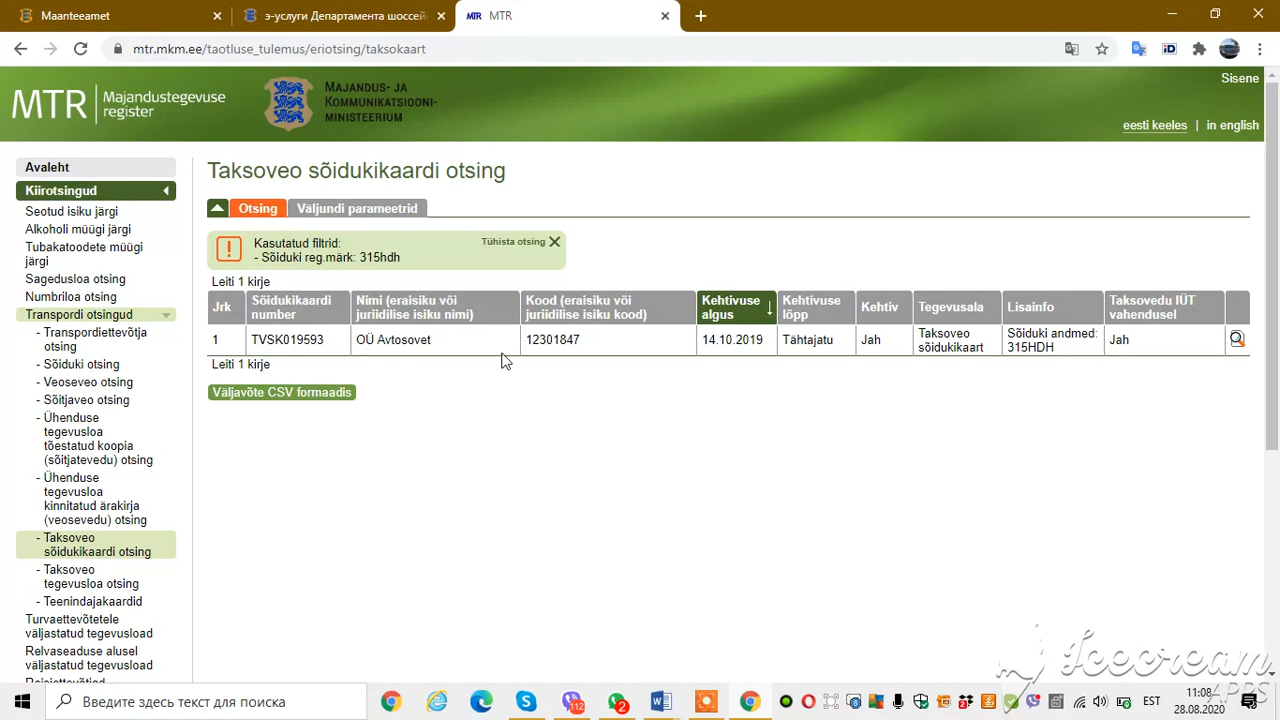 Maanteeamet
э-услуги Департамента шоссей
MTR MTR
mtr.mkm.ee/taotluse_tulemus/eriotsing/taksokaart
iD
Sisene
MTR Majandustegevuse register
MAJANDUS- JA
KOMMUNIKATSIOONI-
MINISTEERIUM
eesti keeles | in english
Avaleht
Kiirotsingud
Seotud isiku järgi
Alkoholi müügi järgi
Tubakatoodete müügi
järgi
Sagedusloa otsing
Numbriloa otsing
Transpordi otsingud
- Transpordiettevõtja
otsing
- Sõiduki otsing
- Veoseveo otsing
- Sõitjaveo otsing
- Ühenduse
tegevusloa
tõestatud koopia
(sõitjatevedu) otsing
- Ühenduse
tegevusloa
kinnitatud ärakirja
(veosevedu) otsing
- Taksoveo
sõidukikaardi otsing
- Taksoveo
tegevusloa otsing
- Teenindajakaardid
Turvaettevõtetele
väljastatud tegevusload
Relvaseaduse alusel
väljastatud tegevusload
Taksoveo sõidukikaardi otsing
Otsing Väljundi parameetrid
! Kasutatud filtrid: Tühista otsing
- Sõiduki reg.märk: 315hdh
Leiti 1 kirje
Jrk Sõidukikaardi number Nimi (eraisiku või juriidilise isiku nimi) Kood (eraisiku või juriidilise isiku kood) Kehtivuse algus Kehtivuse lõpp Kehtiv Tegevusala Lisainfo Taksovedu IÜT vahendusel
1 TVSK019593 OÜ Avtosovet 12301847 14.10.2019 Tähtajatu Jah Taksoveo sõidukikaart Sõiduki andmed: 315HDH Jah
Leiti 1 kirje
Väljavõte CSV formaadis
Icecream
APPS
Введите здесь текст для поиска
112
2
EST
11:08
28.08.2020